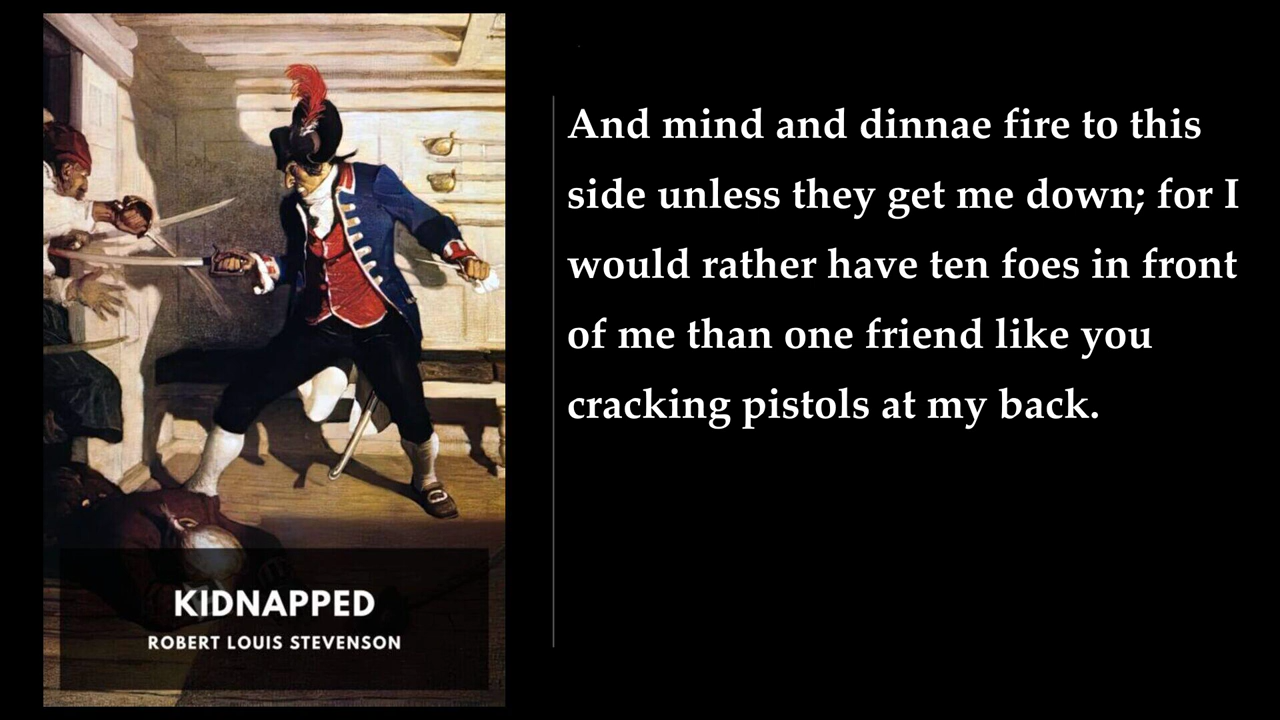 KIDNAPPED
ROBERT LOUIS STEVENSON
And mind and dinnae fire to this
side unless they get me down; for I
would rather have ten foes in front
of me than one friend like you
cracking pistols at my back.